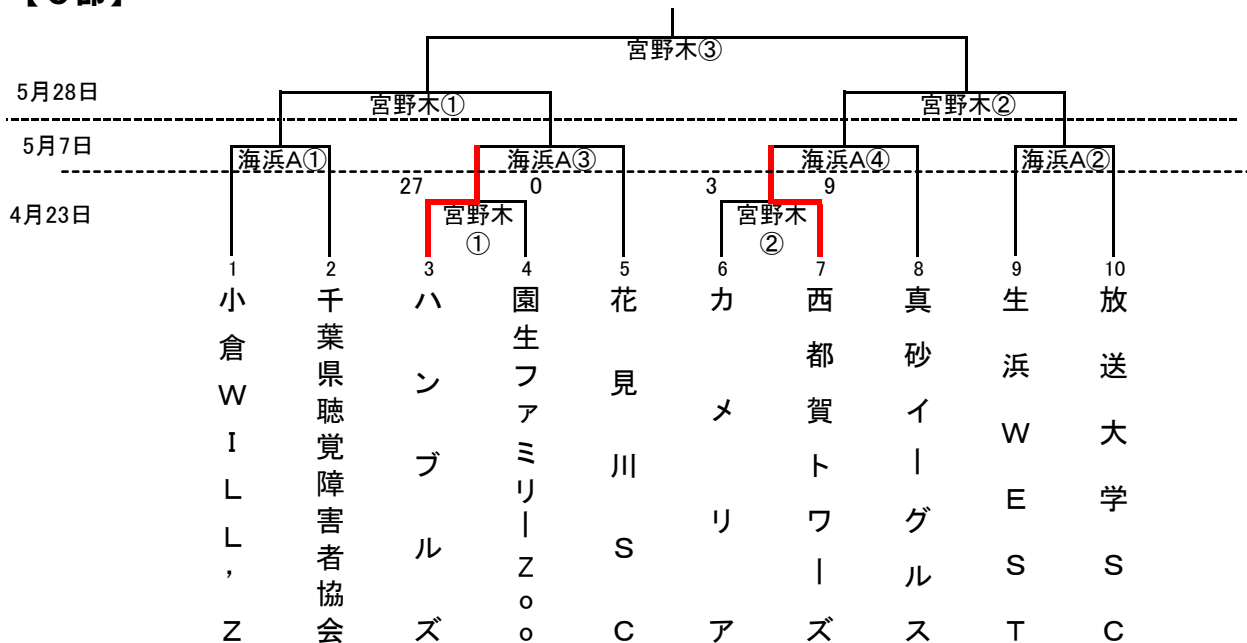 部】
宮野木③
5月28日
宮野木①
宮野木②
5月7日
海浜A①
海浜A③
海浜A④
海浜A②
27
0
3
9
4月23日
宮野木
①
宮野木
②
1
2
3
4
5
6
7
8
9
10
小倉WILL’Z
千葉県聴覚障害者協会
ハンブルズ
園生ファミリーZoo
花見川SC
カメリア
西都賀トワーズ
真砂イーグルス
生浜WEST
放送大学SC